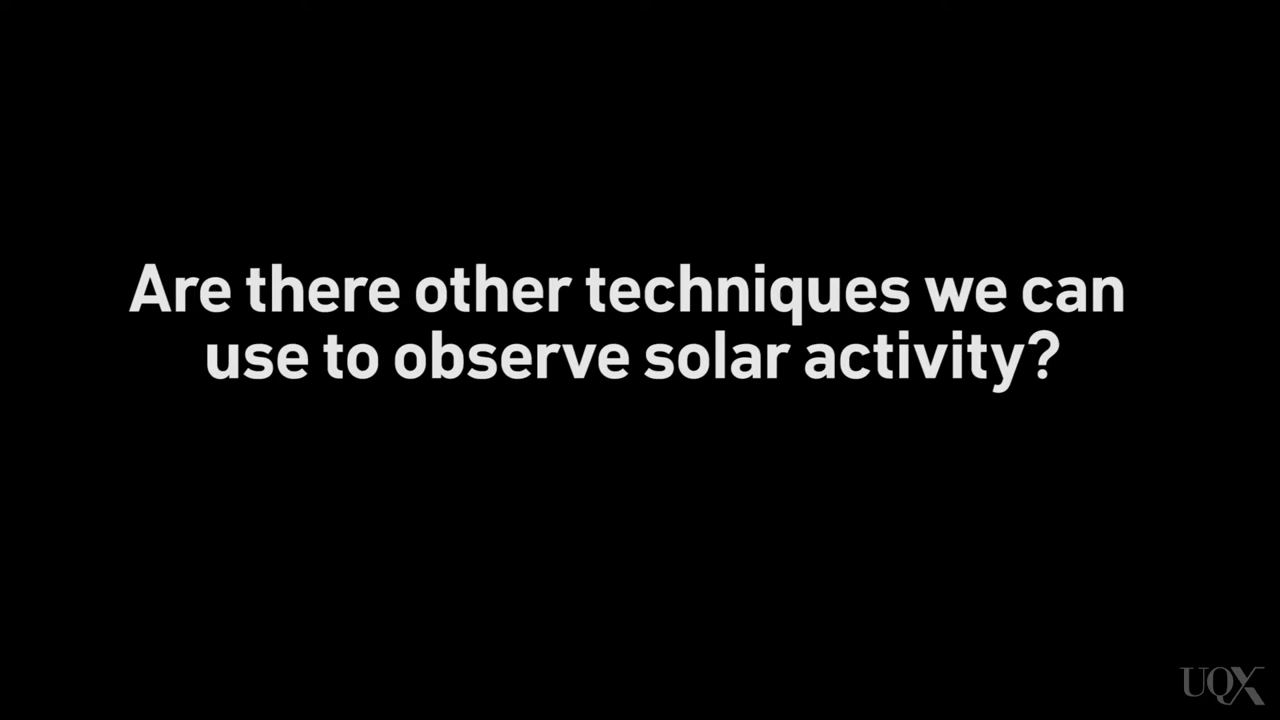 Are there other techniques we can
use to observe solar activity?
UQX